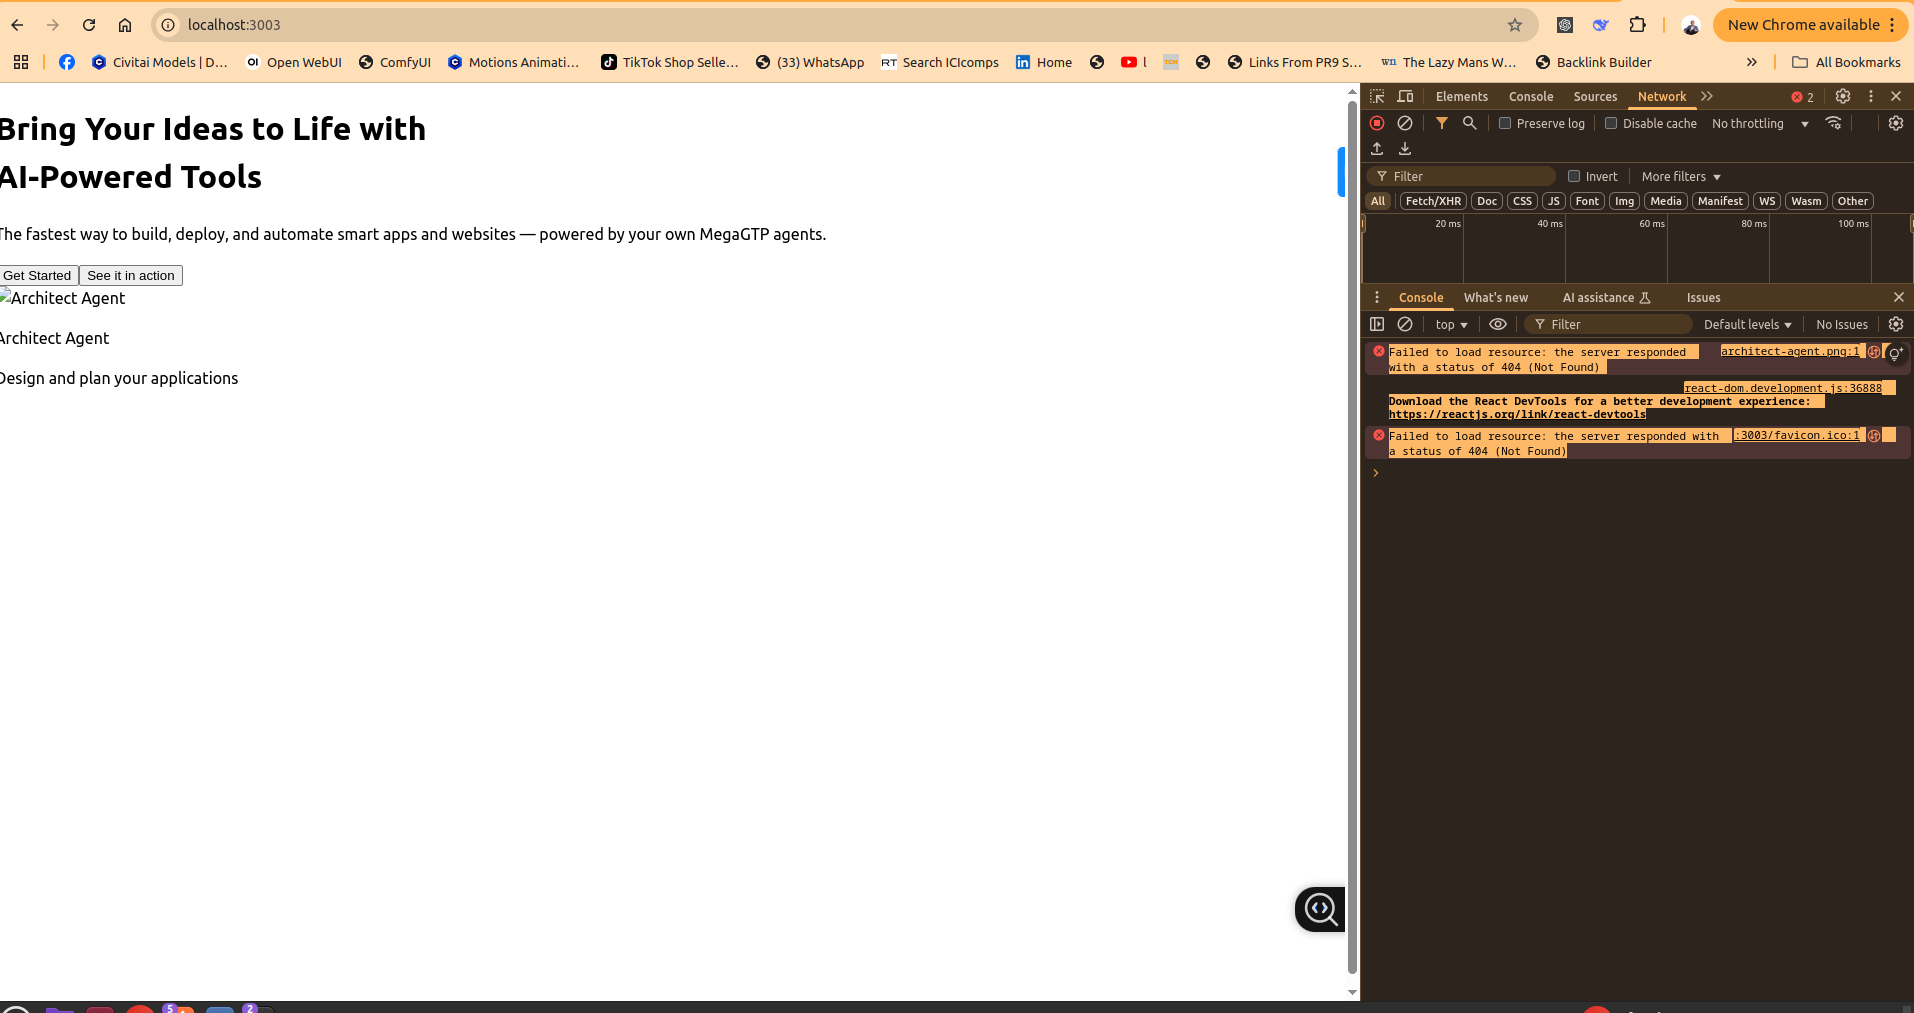 localhost:3003
New Chrome available
Civitai Models | D...
OI Open WebUI
ComfyUI
Motions Animati...
TikTok Shop Selle...
(33) WhatsApp
RT Search ICIcomps
in Home
l
TCM
Links From PR9 S...
wn The Lazy Mans W...
Backlink Builder
All Bookmarks
Bring Your Ideas to Life with
AI-Powered Tools
The fastest way to build, deploy, and automate smart apps and websites — powered by your own MegaGTP agents.
Get Started See it in action
Architect Agent
Architect Agent
Design and plan your applications
Elements Console Sources Network 2
Preserve log Disable cache No throttling
Filter Invert More filters
All Fetch/XHR Doc CSS JS Font Img Media Manifest WS Wasm Other
20 ms 40 ms 60 ms 80 ms 100 ms
Console What's new AI assistance Issues
top Filter Default levels No Issues
Failed to load resource: the server responded architect-agent.png:1
with a status of 404 (Not Found)
react-dom.development.js:36888
Download the React DevTools for a better development experience:
https://reactjs.org/link/react-devtools
Failed to load resource: the server responded with :3003/favicon.ico:1
a status of 404 (Not Found)
5
2